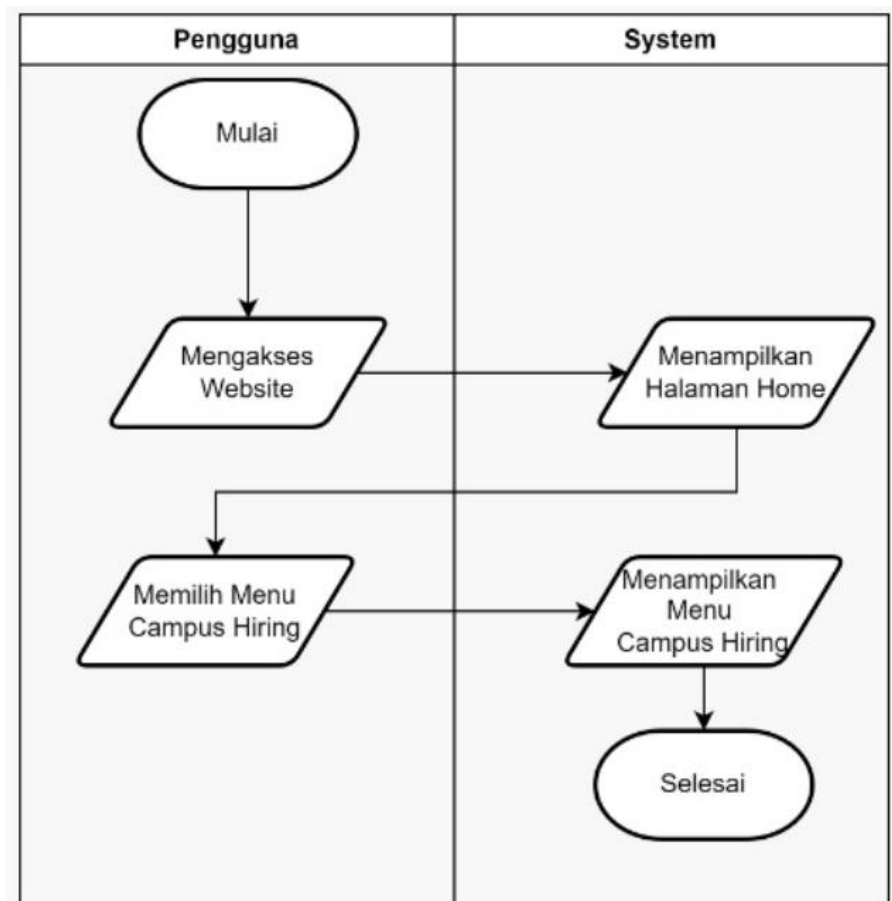 Pengguna
System
Mulai
Mengakses
Website
Menampilkan
Halaman Home
Memilih Menu
Campus Hiring
Menampilkan
Menu
Campus Hiring
Selesai